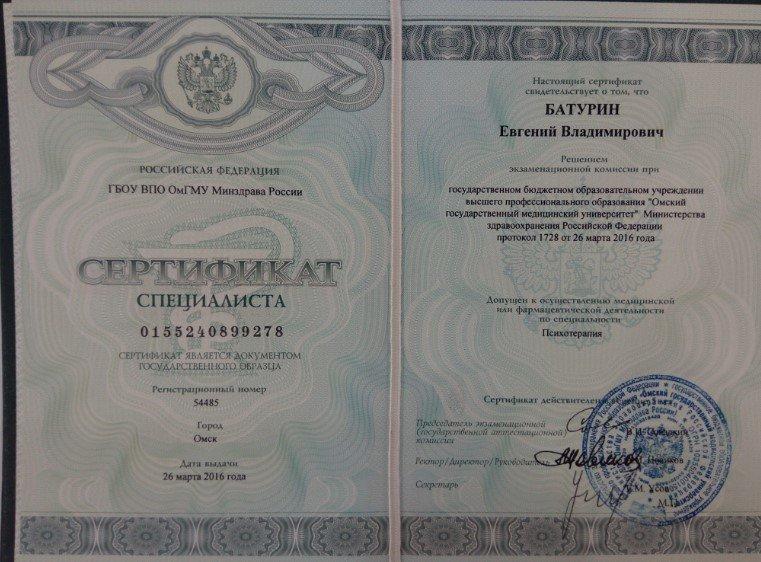 РОССИЙСКАЯ ФЕДЕРАЦИЯ
ГБОУ ВПО ОмГМУ Минздрава России
СЕРТИФИКАТ
СПЕЦИАЛИСТА
0155240899278
СЕРТИФИКАТ ЯВЛЯЕТСЯ ДОКУМЕНТОМ
ГОСУДАРСТВЕННОГО ОБРАЗЦА
Регистрационный номер
54485
Город
Омск
Дата выдачи
26 марта 2016 года
Настоящий сертификат
свидетельствует о том, что
БАТУРИН
Евгений Владимирович
Решением
экзаменационной комиссии при
государственном бюджетном образовательном учреждении
высшего профессионального образования "Омский
государственный медицинский университет" Министерства
здравоохранения Российской Федерации
протокол 1728 от 26 марта 2016 года
Допущен к осуществлению медицинской
или фармацевтической деятельности
по специальности
Психотерапия
Сертификат действителен
Председатель экзаменационной
(государственной аттестационной)
комиссии
Ректор/Директор/Руководитель
Секретарь